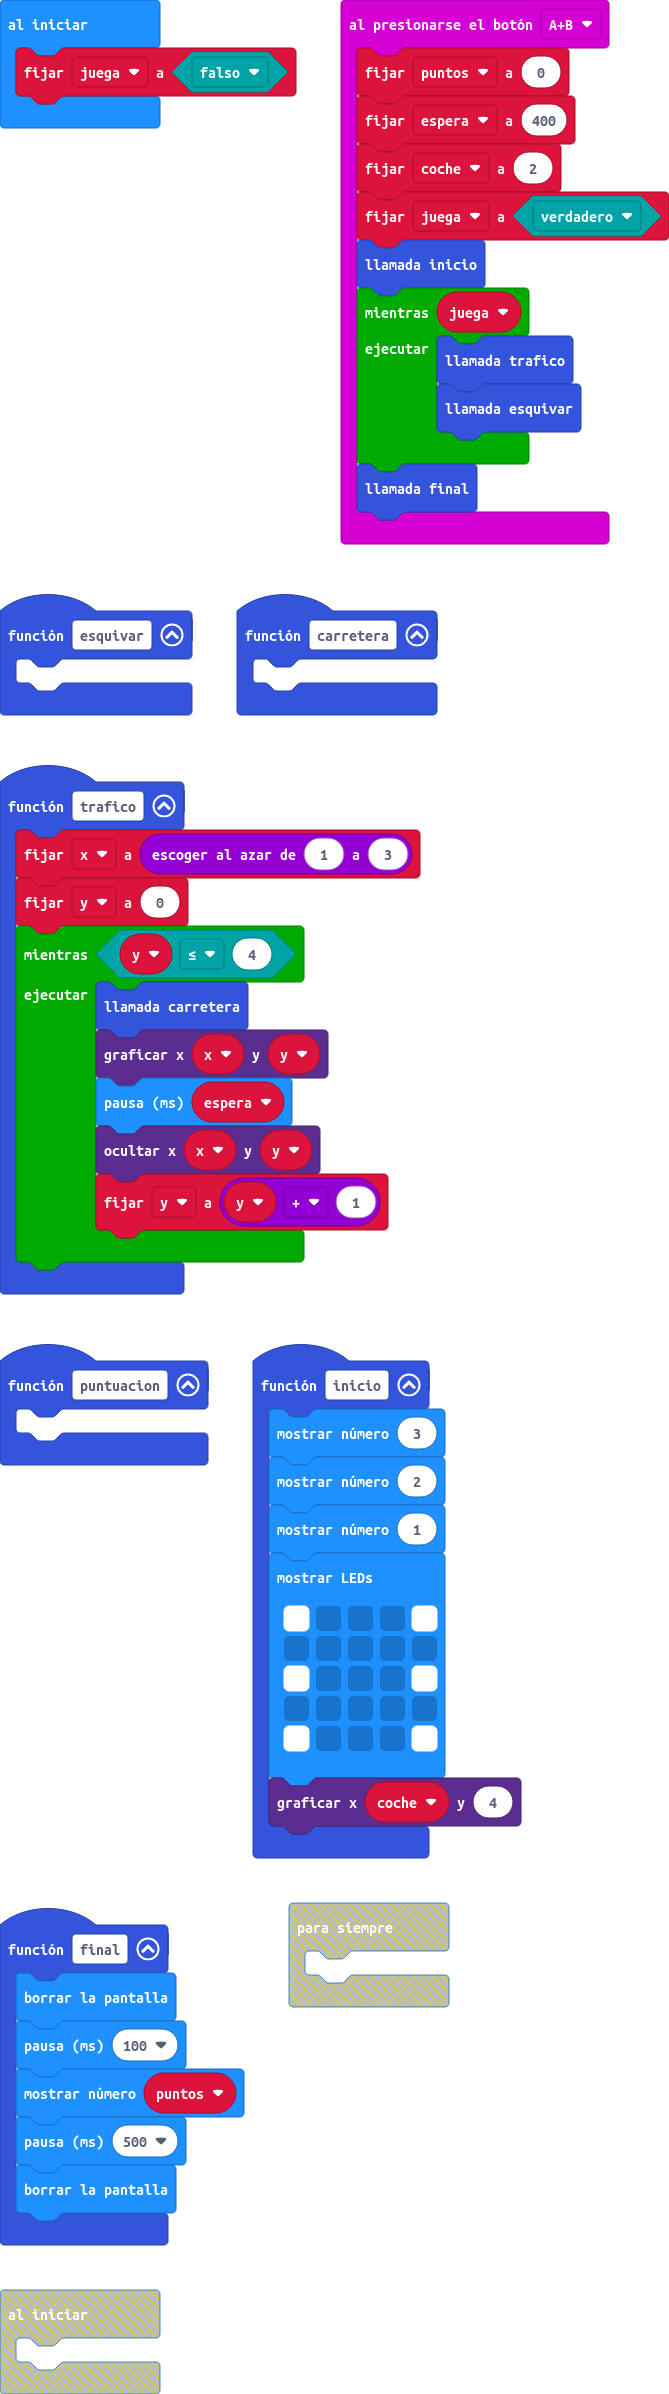 al iniciar
fijar juega a falso
al presionarse el botón A+B
fijar puntos a 0
fijar espera a 400
fijar coche a 2
fijar juega a verdadero
llamada inicio
mientras juega
ejecutar
llamada trafico
llamada esquivar
llamada final
función esquivar
función carretera
función trafico
fijar x a escoger al azar de 1 a 3
fijar y a 0
mientras y ≤ 4
ejecutar
llamada carretera
graficar x x y y
pausa (ms) espera
ocultar x x y y
fijar y a y + 1
función puntuacion
función inicio
mostrar número 3
mostrar número 2
mostrar número 1
mostrar LEDs
graficar x coche y 4
función final
borrar la pantalla
pausa (ms) 100
mostrar número puntos
pausa (ms) 500
borrar la pantalla
para siempre
al iniciar